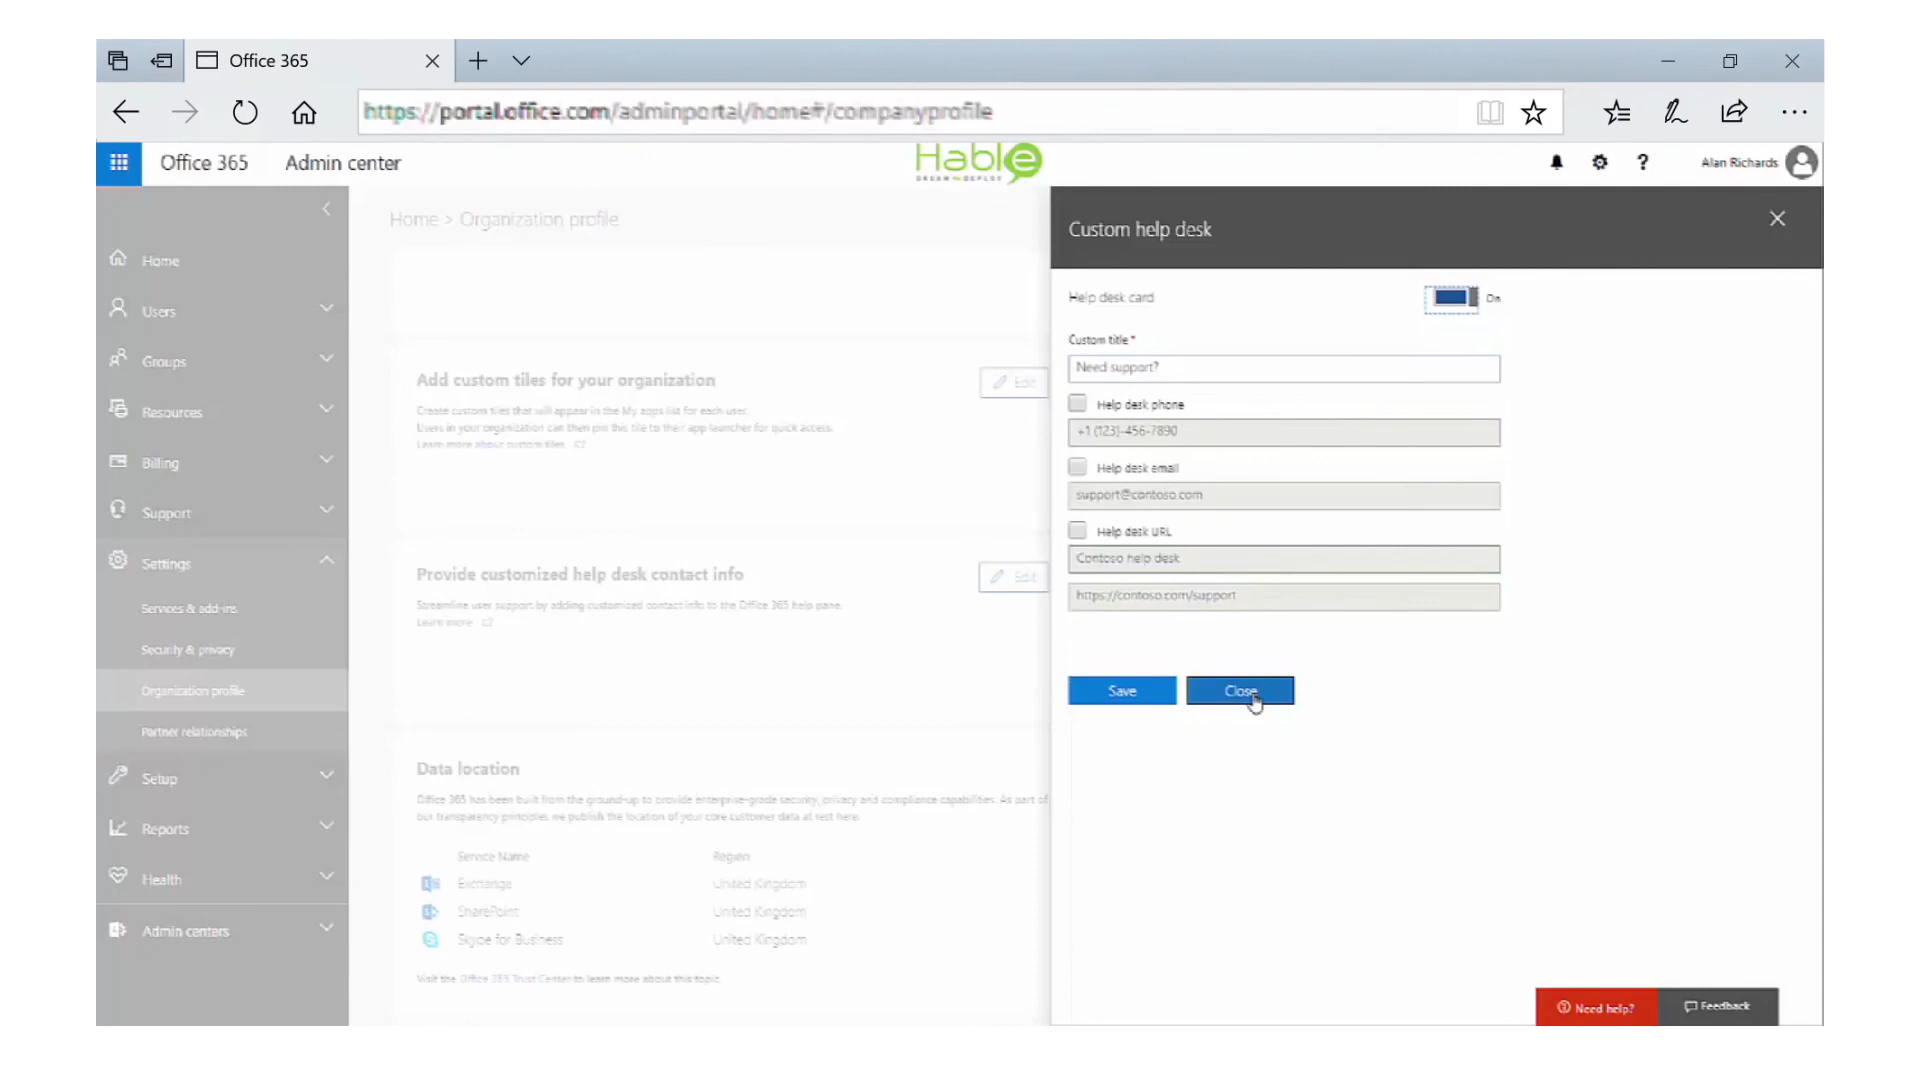 Office 365
https://portal.office.com/adminportal/home#/companyprofile
Office 365
Admin center
Hable
DREAM DEPLOY
Alan Richards
Home
Users
Groups
Resources
Billing
Support
Settings
Services & add-ins
Security & privacy
Organization profile
Partner relationships
Setup
Reports
Health
Admin centers
Home > Organization profile
Add custom tiles for your organization
Edit
Create custom tiles that will appear in the My apps list for each user.
Users in your organization can then pin this tile to their app launcher for quick access.
Learn more about custom tiles
Provide customized help desk contact info
Edit
Streamline user support by adding customized contact info to the Office 365 help pane.
Learn more
Data location
Office 365 has been built from the ground-up to provide enterprise-grade security, privacy and compliance capabilities. As part of
our transparency principles we publish the location of your core customer data at rest here.
Service Name
Region
Exchange
United Kingdom
SharePoint
United Kingdom
Skype for Business
United Kingdom
Visit the Office 365 Trust Center to learn more about this topic.
Custom help desk
Help desk card
On
Custom title *
Need support?
Help desk phone
+1 (123)-456-7890
Help desk email
support@contoso.com
Help desk URL
Contoso help desk
https://contoso.com/support
Save
Close
Need help?
Feedback